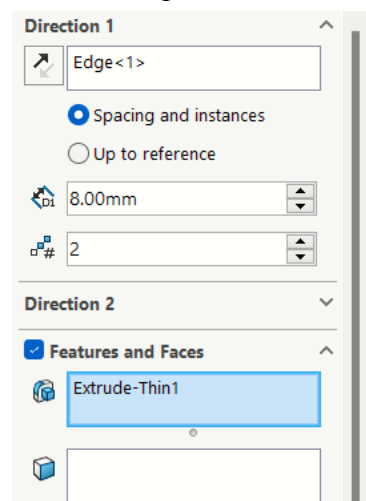 Direction 1
Edge<1>
Spacing and instances
Up to reference
D1 8.00mm
# 2
Direction 2
Features and Faces
Extrude-Thin1